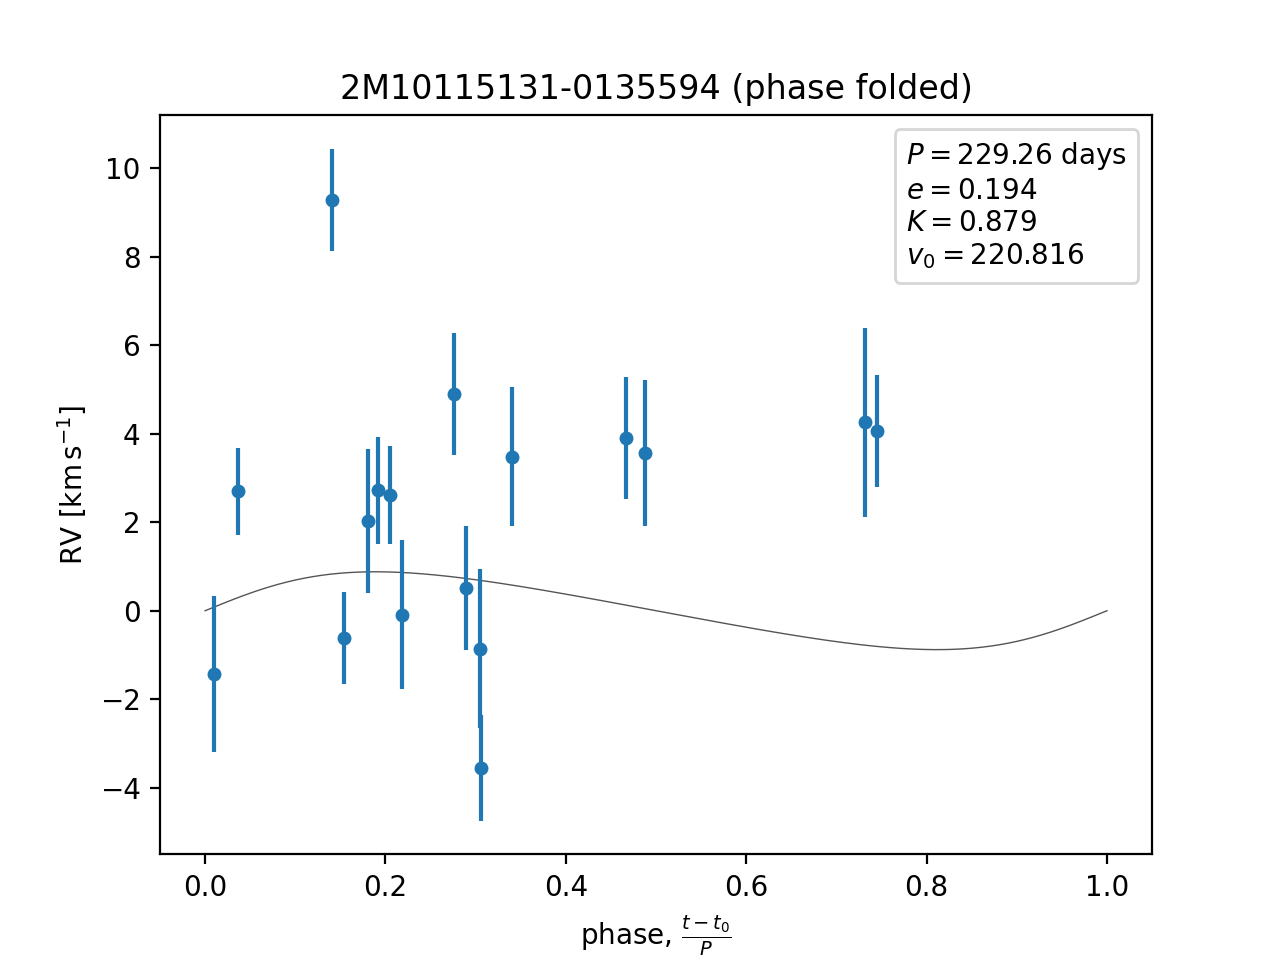 2M10115131-0135594 (phase folded)
P = 229.26 days
e = 0.194
K = 0.879
v₀ = 220.816
10
8
6
4
2
0
−2
−4
RV [km s⁻¹]
0.0 0.2 0.4 0.6 0.8 1.0
phase, (t − t₀)/P